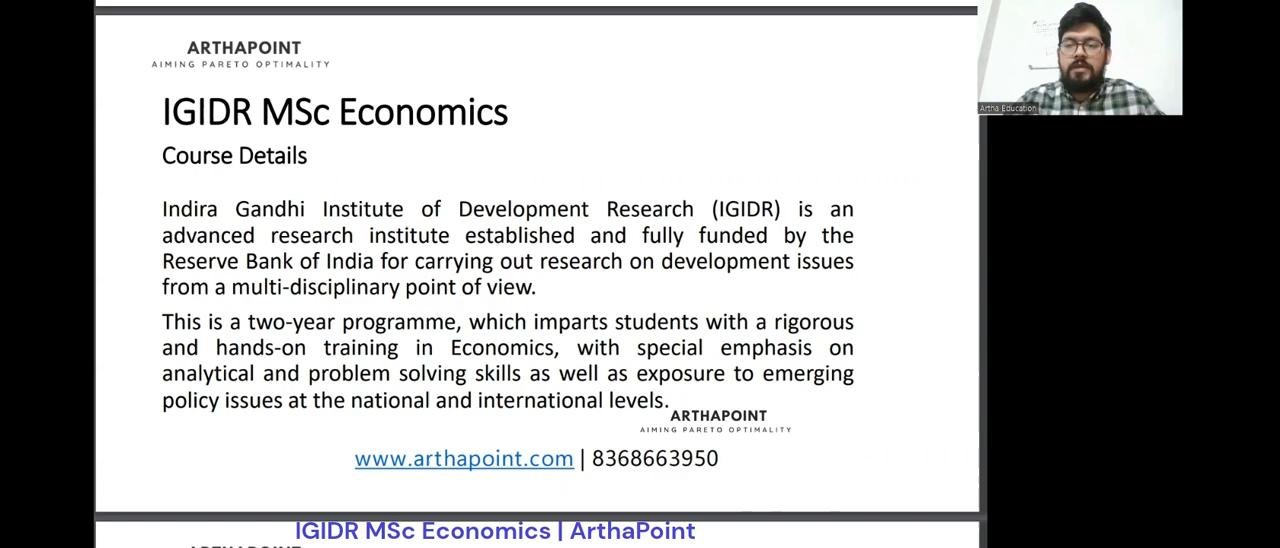 ARTHAPOINT
AIMING PARETO OPTIMALITY
IGIDR MSc Economics
Course Details
Indira Gandhi Institute of Development Research (IGIDR) is an
advanced research institute established and fully funded by the
Reserve Bank of India for carrying out research on development issues
from a multi-disciplinary point of view.
This is a two-year programme, which imparts students with a rigorous
and hands-on training in Economics, with special emphasis on
analytical and problem solving skills as well as exposure to emerging
policy issues at the national and international levels.
ARTHAPOINT
AIMING PARETO OPTIMALITY
www.arthapoint.com | 8368663950
IGIDR MSc Economics | ArthaPoint
Artha Education